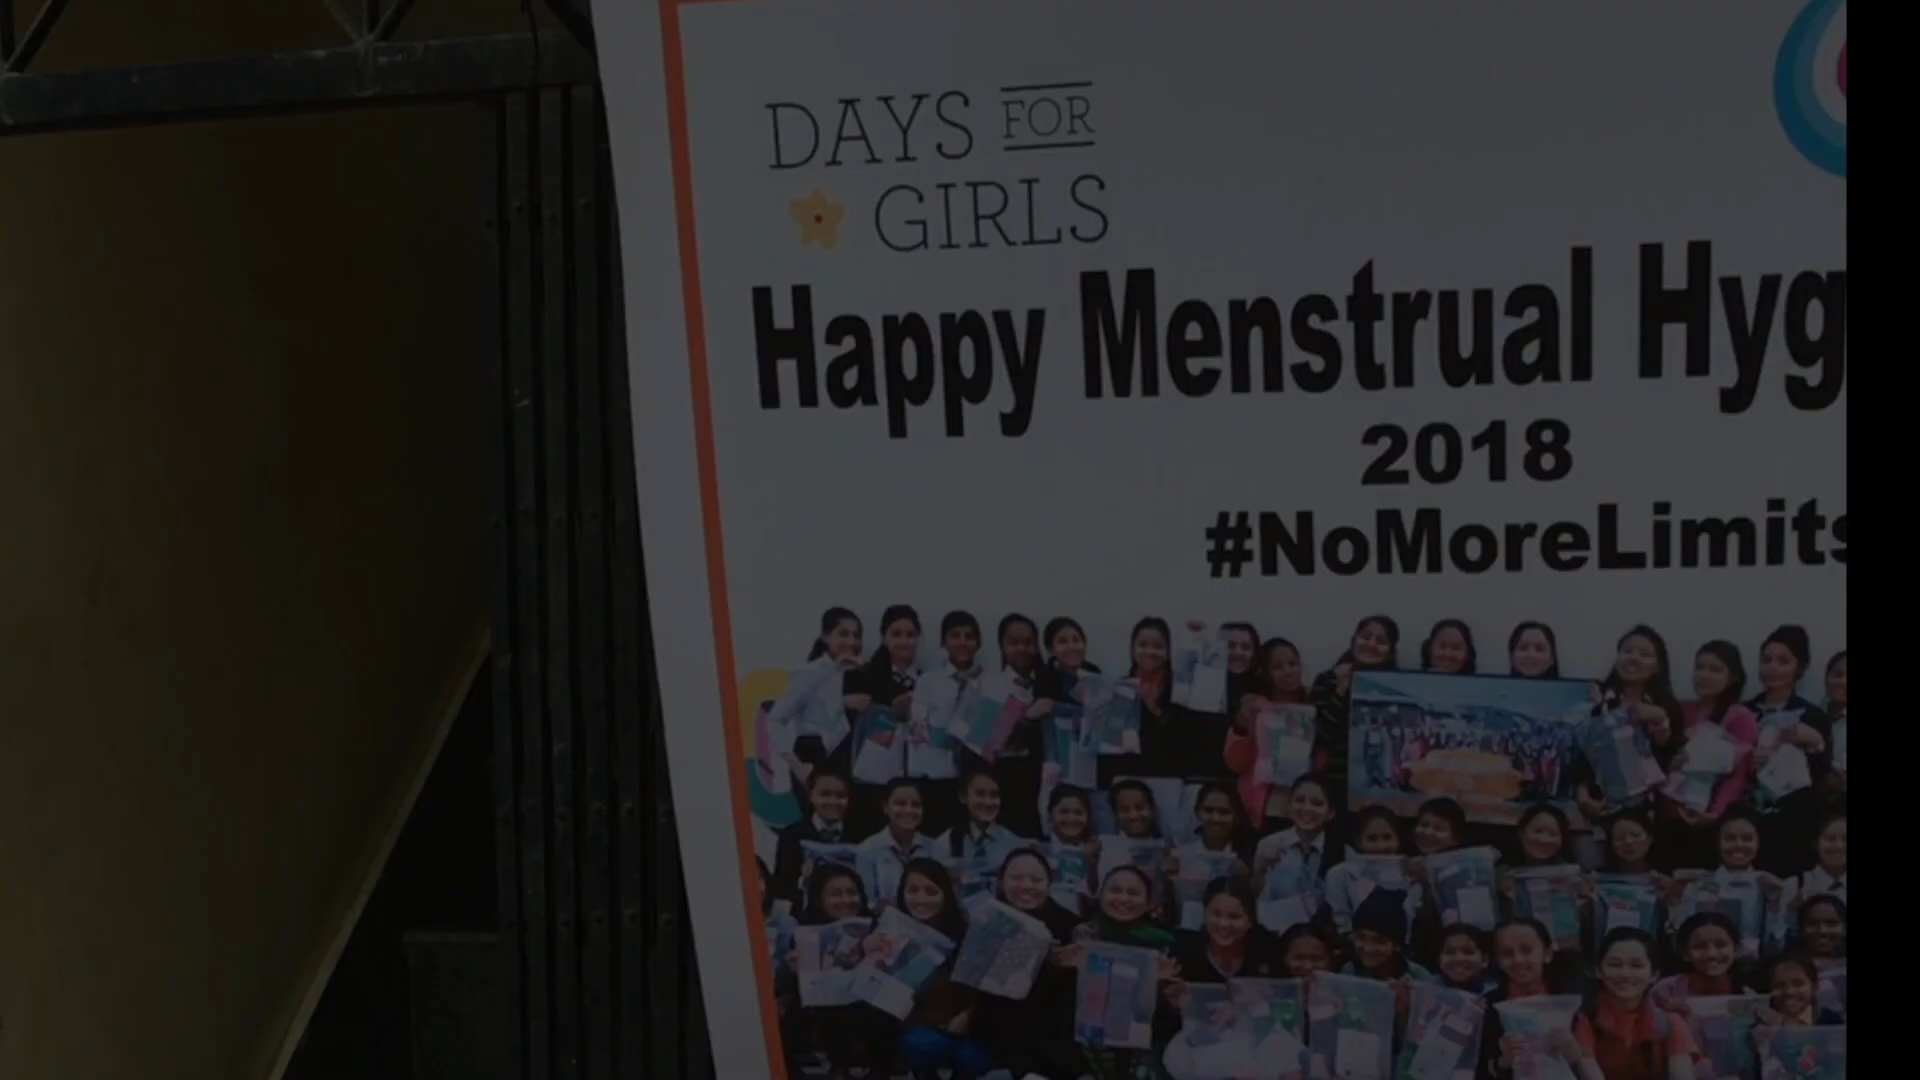 DAYS FOR
GIRLS
Happy Menstrual Hyg
2018
#NoMoreLimits